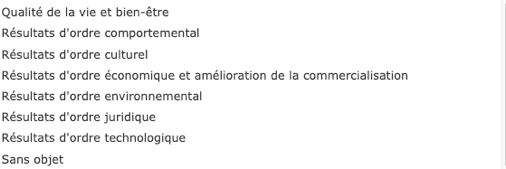 Qualité de la vie et bien-être
Résultats d'ordre comportemental
Résultats d'ordre culturel
Résultats d'ordre économique et amélioration de la commercialisation
Résultats d'ordre environnemental
Résultats d'ordre juridique
Résultats d'ordre technologique
Sans objet